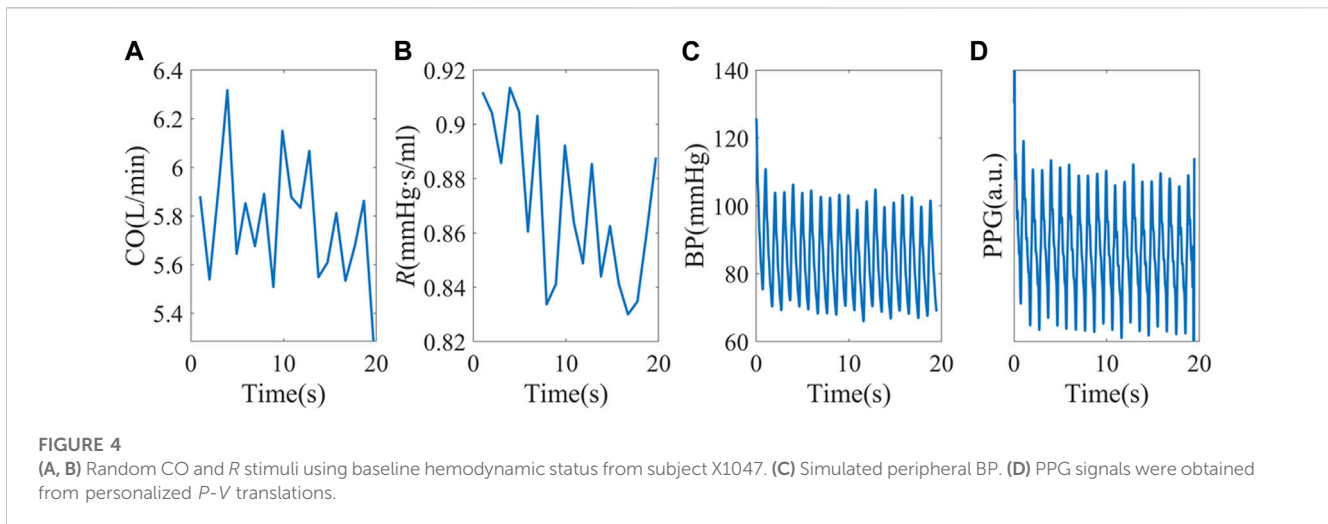 A
B
C
D
CO(L/min)
6.4
6.2
6
5.8
5.6
5.4
0
10
20
Time(s)
R(mmHg·s/ml)
0.92
0.9
0.88
0.86
0.84
0.82
0
10
20
Time(s)
BP(mmHg)
140
120
100
80
60
0
10
20
Time(s)
PPG(a.u.)
0
10
20
Time(s)
FIGURE 4
(A, B) Random CO and R stimuli using baseline hemodynamic status from subject X1047. (C) Simulated peripheral BP. (D) PPG signals were obtained
from personalized P-V translations.